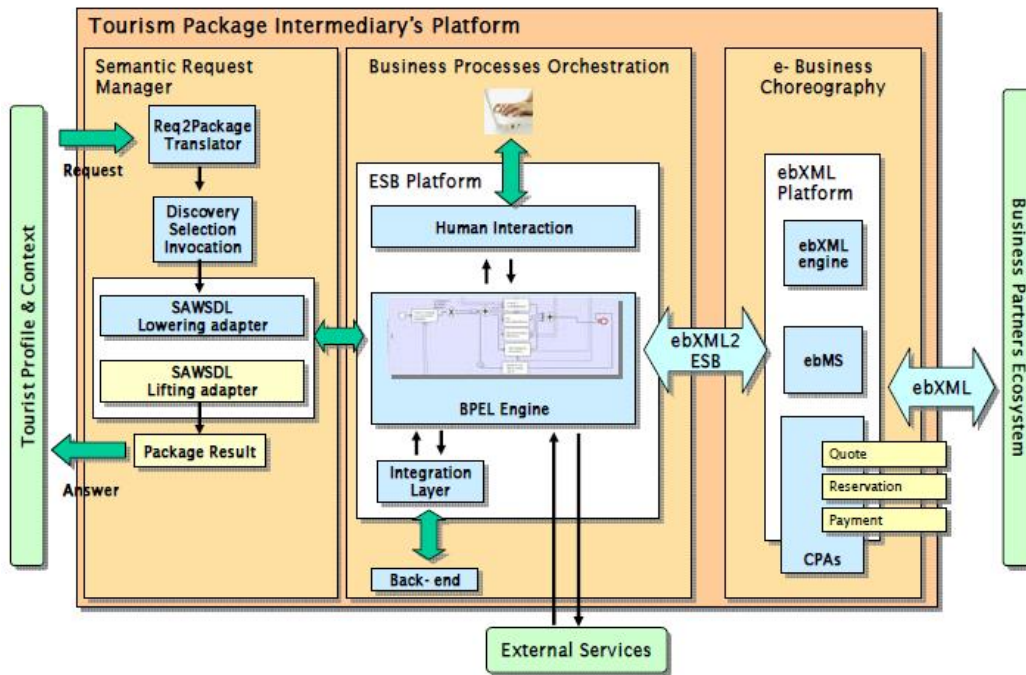 Tourism Package Intermediary's Platform
Semantic Request
Manager
Business Processes Orchestration
e- Business
Choreography
Tourist Profile & Context
Request
Answer
Req2Package
Translator
Discovery
Selection
Invocation
SAWSDL
Lowering adapter
SAWSDL
Lifting adapter
Package Result
ESB Platform
Human Interaction
BPEL Engine
Integration
Layer
Back- end
External Services
ebXML2
ESB
ebXML
Platform
ebXML
engine
ebMS
Quote
Reservation
Payment
CPAs
ebXML
Business Partners Ecosystem